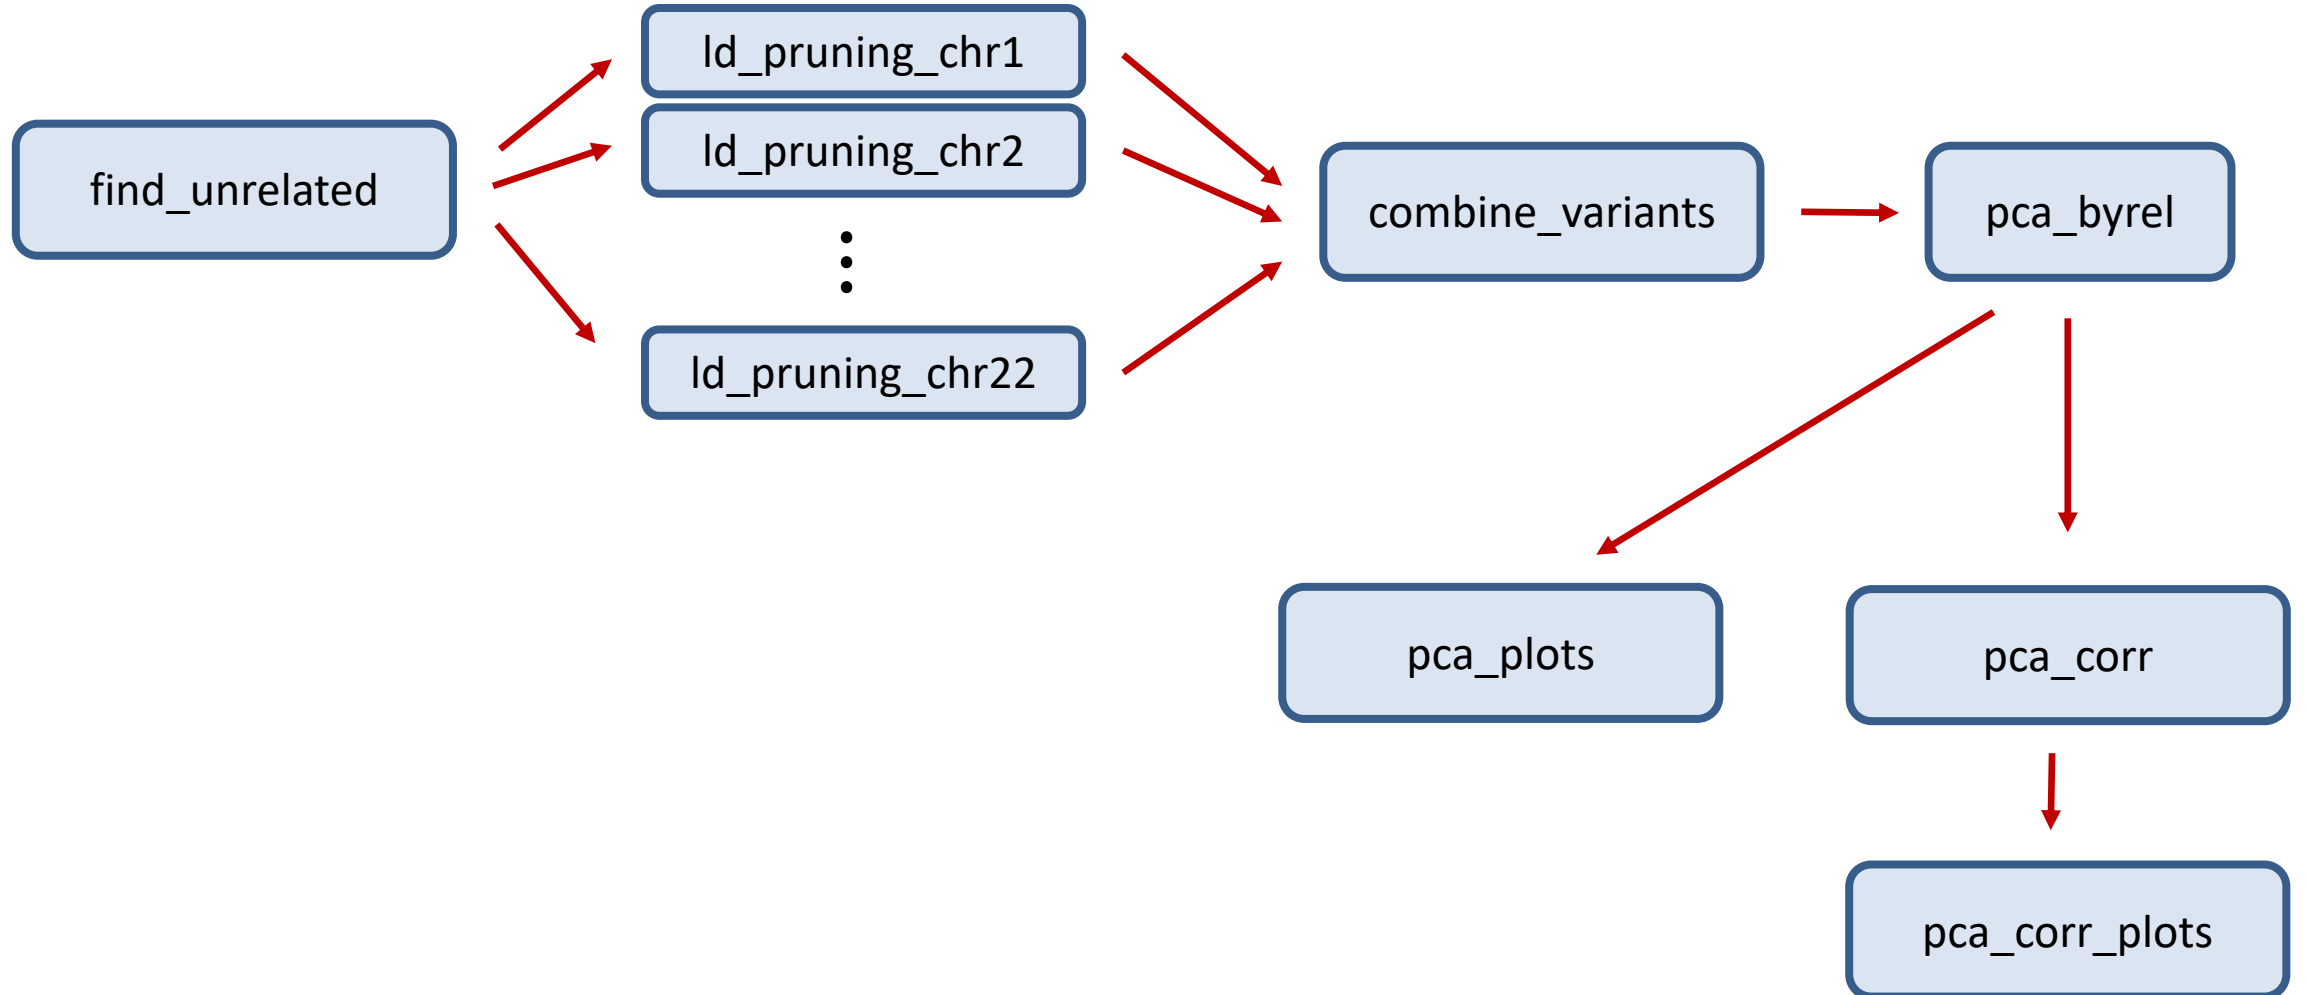 ld_pruning_chr1
ld_pruning_chr2
find_unrelated
combine_variants
pca_byrel
ld_pruning_chr22
pca_plots
pca_corr
pca_corr_plots